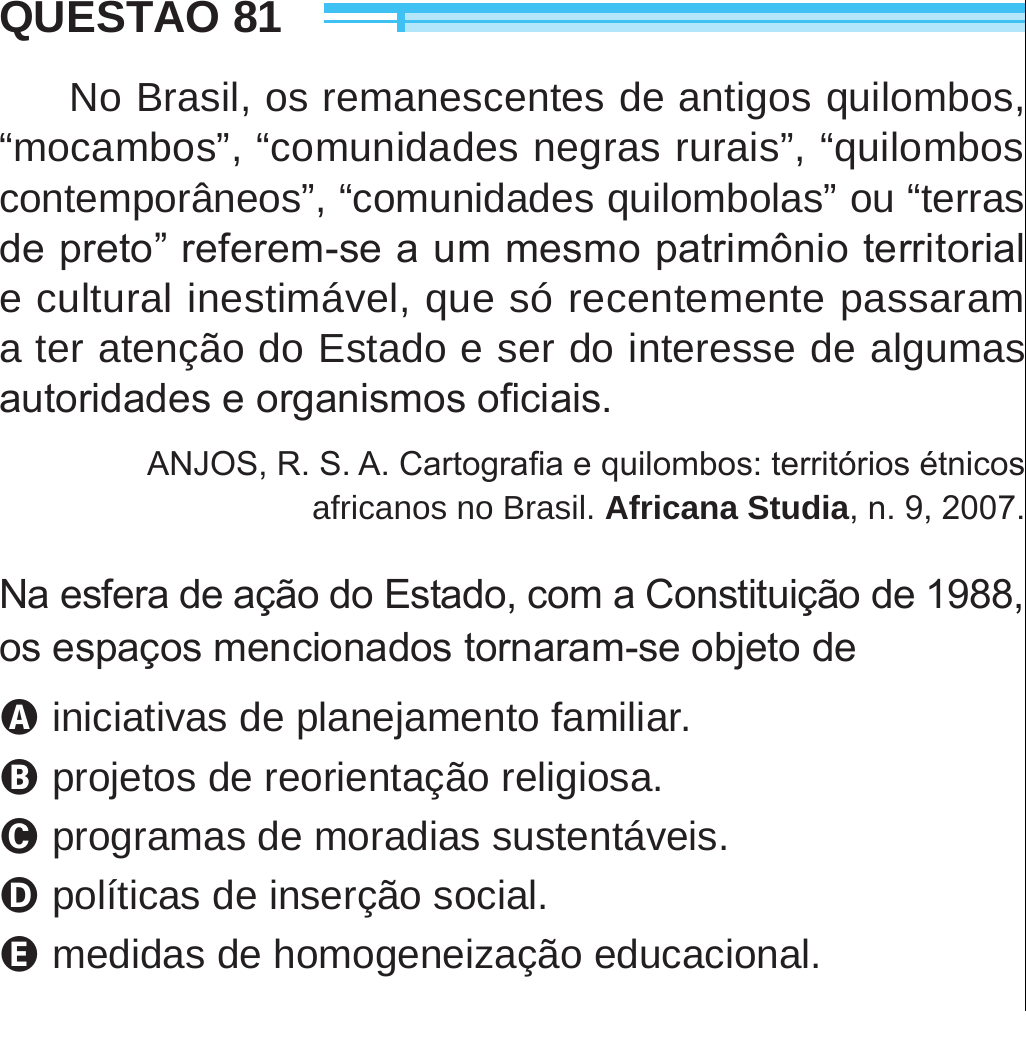 QUESTÃO 81
No Brasil, os remanescentes de antigos quilombos,
“mocambos”, “comunidades negras rurais”, “quilombos
contemporâneos”, “comunidades quilombolas” ou “terras
de preto” referem-se a um mesmo patrimônio territorial
e cultural inestimável, que só recentemente passaram
a ter atenção do Estado e ser do interesse de algumas
autoridades e organismos oficiais.
ANJOS, R. S. A. Cartografia e quilombos: territórios étnicos
africanos no Brasil. Africana Studia, n. 9, 2007.
Na esfera de ação do Estado, com a Constituição de 1988,
os espaços mencionados tornaram-se objeto de
A iniciativas de planejamento familiar.
B projetos de reorientação religiosa.
C programas de moradias sustentáveis.
D políticas de inserção social.
E medidas de homogeneização educacional.